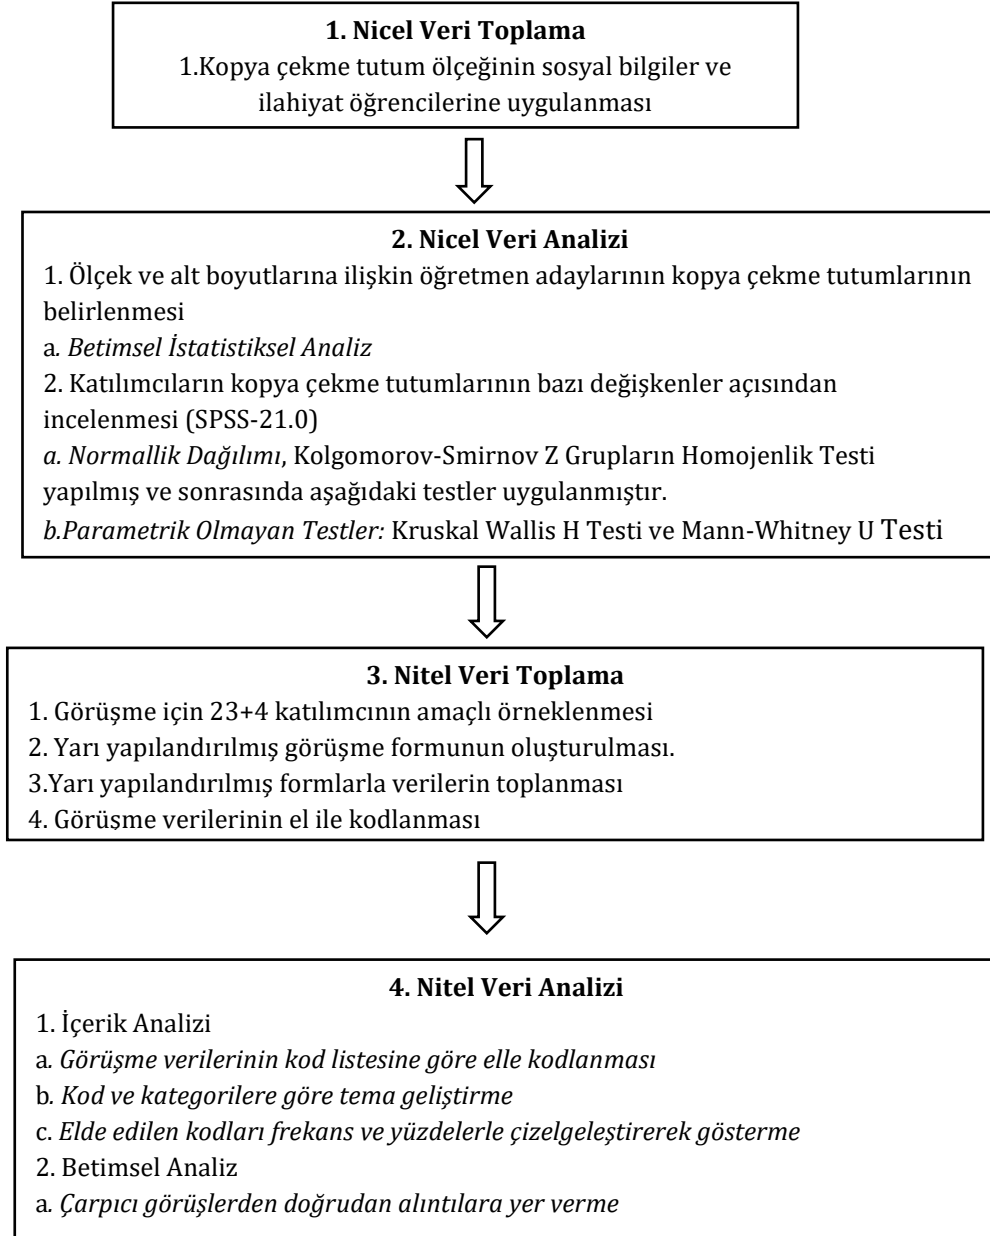 1. Nicel Veri Toplama
1.Kopya çekme tutum ölçeğinin sosyal bilgiler ve
ilahiyat öğrencilerine uygulanması
2. Nicel Veri Analizi
1. Ölçek ve alt boyutlarına ilişkin öğretmen adaylarının kopya çekme tutumlarının
belirlenmesi
a. Betimsel İstatistiksel Analiz
2. Katılımcıların kopya çekme tutumlarının bazı değişkenler açısından
incelenmesi (SPSS-21.0)
a. Normallik Dağılımı, Kolgomorov-Smirnov Z Grupların Homojenlik Testi
yapılmış ve sonrasında aşağıdaki testler uygulanmıştır.
b.Parametrik Olmayan Testler: Kruskal Wallis H Testi ve Mann-Whitney U Testi
3. Nitel Veri Toplama
1. Görüşme için 23+4 katılımcının amaçlı örneklenmesi
2. Yarı yapılandırılmış görüşme formunun oluşturulması.
3.Yarı yapılandırılmış formlarla verilerin toplanması
4. Görüşme verilerinin el ile kodlanması
4. Nitel Veri Analizi
1. İçerik Analizi
a. Görüşme verilerinin kod listesine göre elle kodlanması
b. Kod ve kategorilere göre tema geliştirme
c. Elde edilen kodları frekans ve yüzdelerle çizelgeleştirerek gösterme
2. Betimsel Analiz
a. Çarpıcı görüşlerden doğrudan alıntılara yer verme